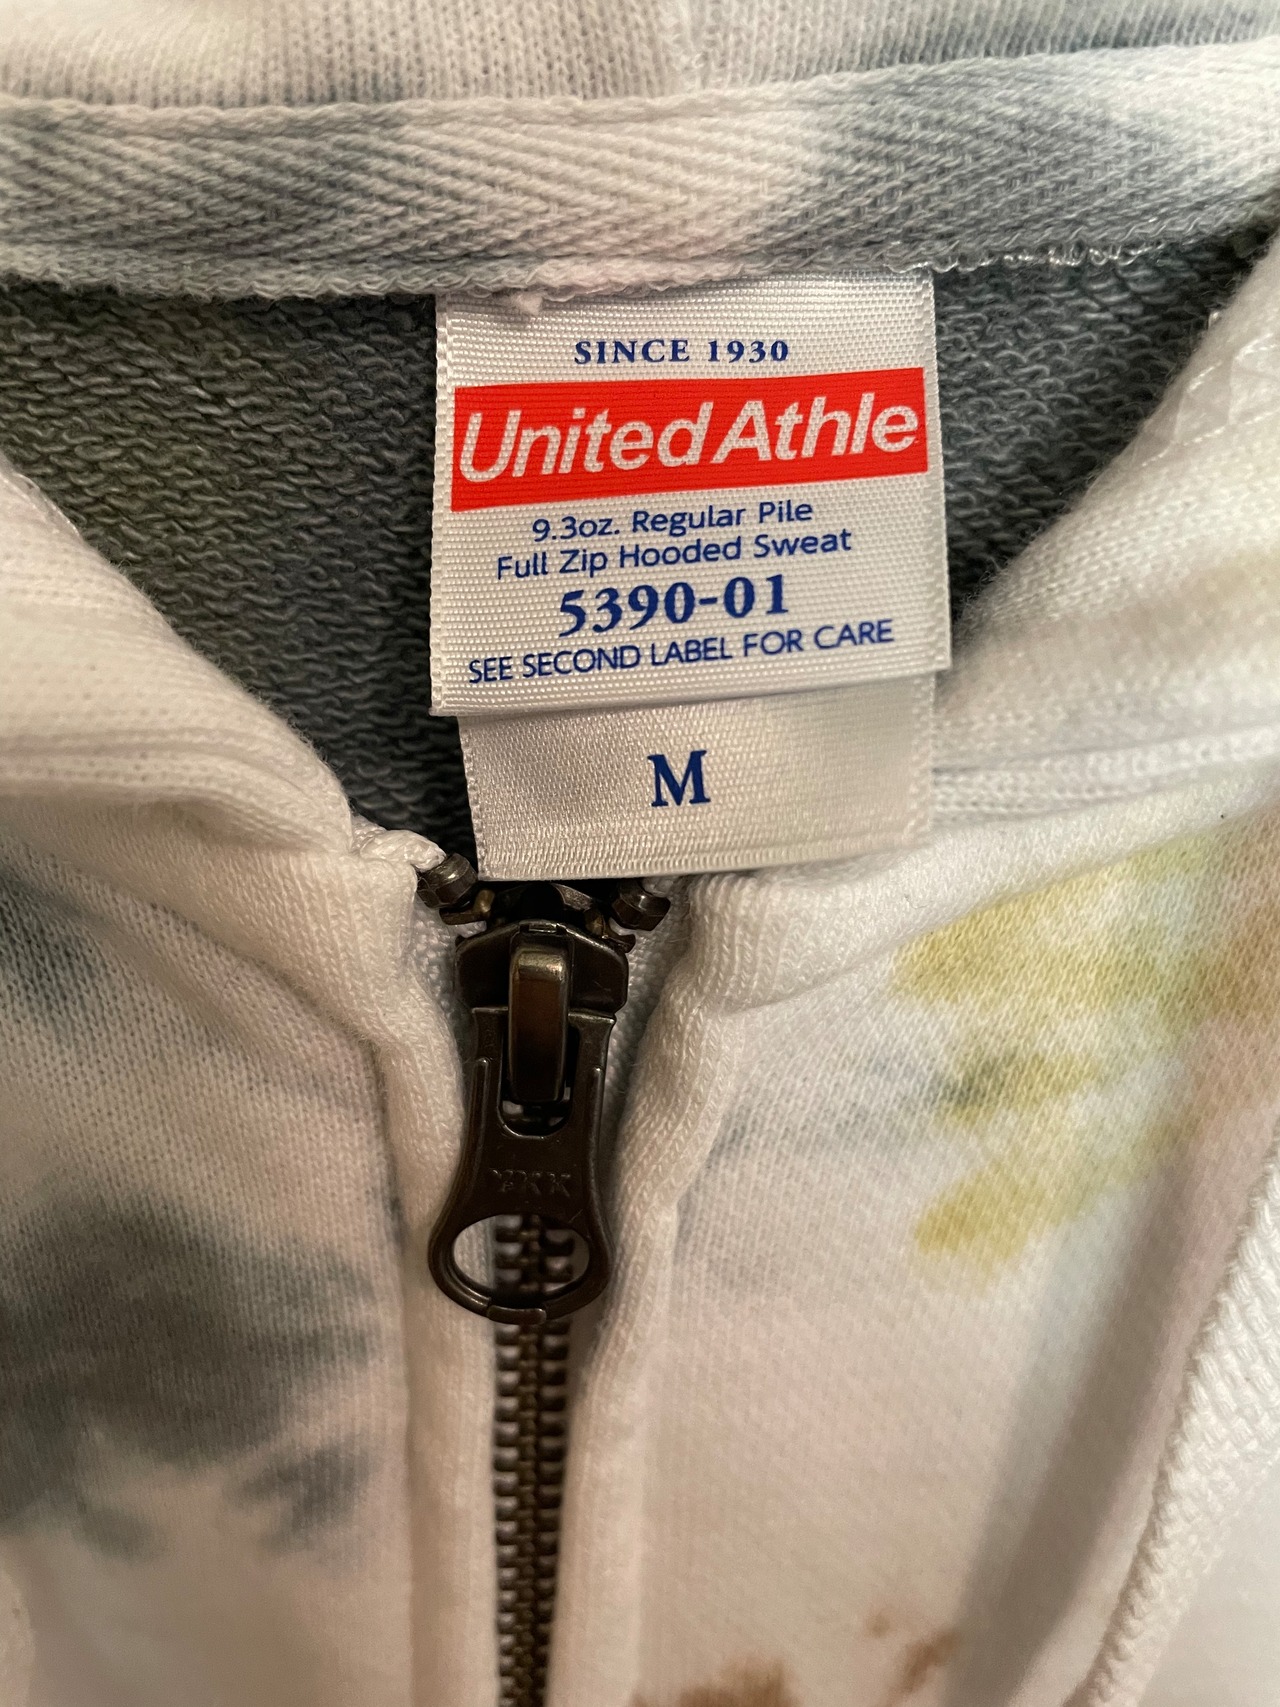 SINCE 1930
United Athle
9.3oz. Regular Pile
Full Zip Hooded Sweat
5390-01
SEE SECOND LABEL FOR CARE
M
YKK